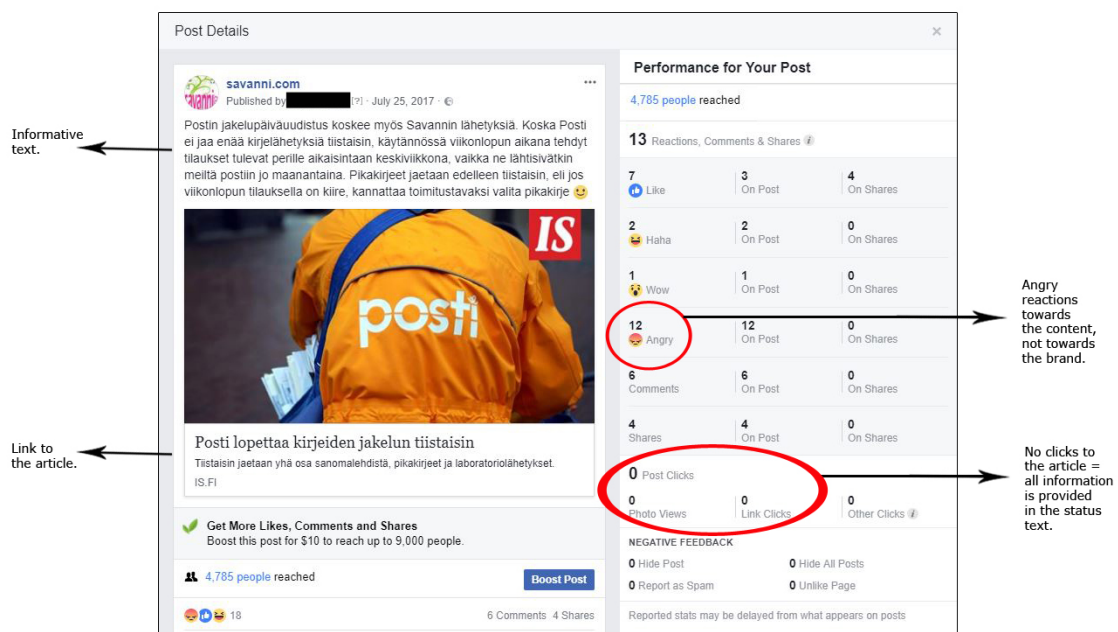 Post Details
×
Informative
text.
Link to
the article.
savanni.com
Published by [?] · July 25, 2017 ·
Postin jakelupäiväuudistus koskee myös Savannin lähetyksiä. Koska Posti
ei jaa enää kirjelähetyksiä tiistaisin, käytännössä viikonlopun aikana tehdyt
tilaukset tulevat perille aikaisintaan keskiviikkona, vaikka ne lähtisivätkin
meiltä postiin jo maanantaina. Pikakirjeet jaetaan edelleen tiistaisin, eli jos
viikonlopun tilauksella on kiire, kannattaa toimitustavaksi valita pikakirje
IS
posti
Posti lopettaa kirjeiden jakelun tiistaisin
Tiistaisin jaetaan yhä osa sanomalehdistä, pikakirjeet ja laboratoriolähetykset.
IS.FI
Get More Likes, Comments and Shares
Boost this post for $10 to reach up to 9,000 people.
4,785 people reached
Boost Post
18
6 Comments 4 Shares
Performance for Your Post
4,785 people reached
13 Reactions, Comments & Shares
7 3 4
Like On Post On Shares
2 2 0
Haha On Post On Shares
1 1 0
Wow On Post On Shares
12 12 0
Angry On Post On Shares
6 6 0
Comments On Post On Shares
4 4 0
Shares On Post On Shares
0 Post Clicks
0 0 0
Photo Views Link Clicks Other Clicks
NEGATIVE FEEDBACK
0 Hide Post 0 Hide All Posts
0 Report as Spam 0 Unlike Page
Reported stats may be delayed from what appears on posts
Angry
reactions
towards
the content,
not towards
the brand.
No clicks to
the article =
all information
is provided
in the status
text.